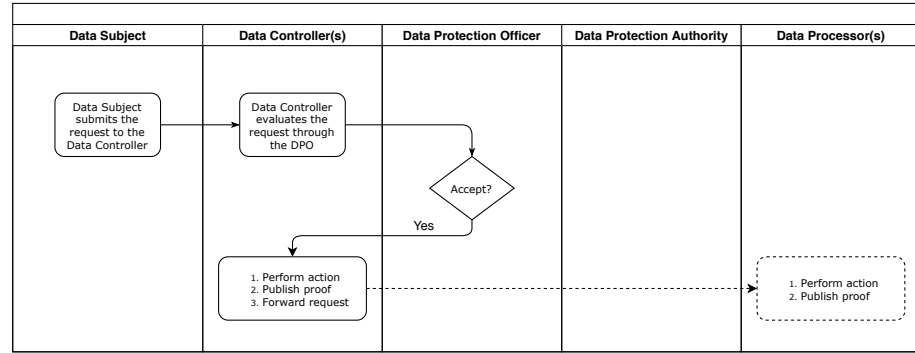 Data Subject
Data Controller(s)
Data Protection Officer
Data Protection Authority
Data Processor(s)
Data Subject
submits the
request to the
Data Controller
Data Controller
evaluates the
request through
the DPO
Accept?
Yes
1. Perform action
2. Publish proof
3. Forward request
1. Perform action
2. Publish proof